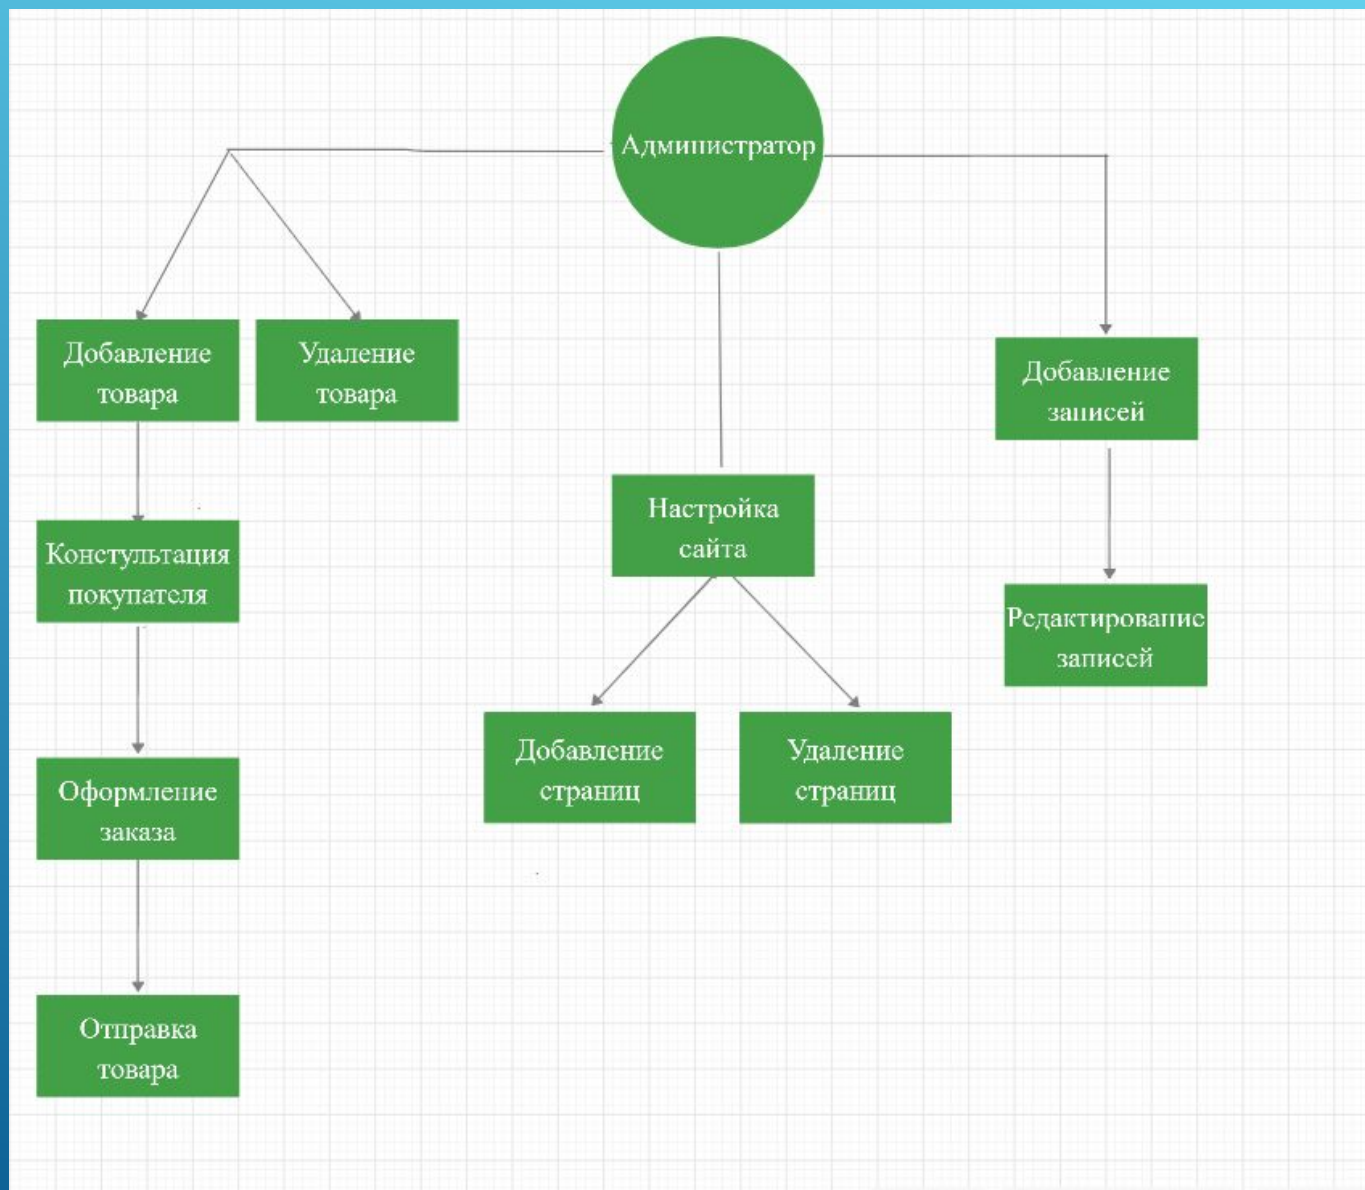 Администратор
Добавление
товара
Удаление
товара
Добавление
записей
Констультация
покупателя
Настройка
сайта
Редактирование
записей
Добавление
страниц
Удаление
страниц
Оформление
заказа
Отправка
товара